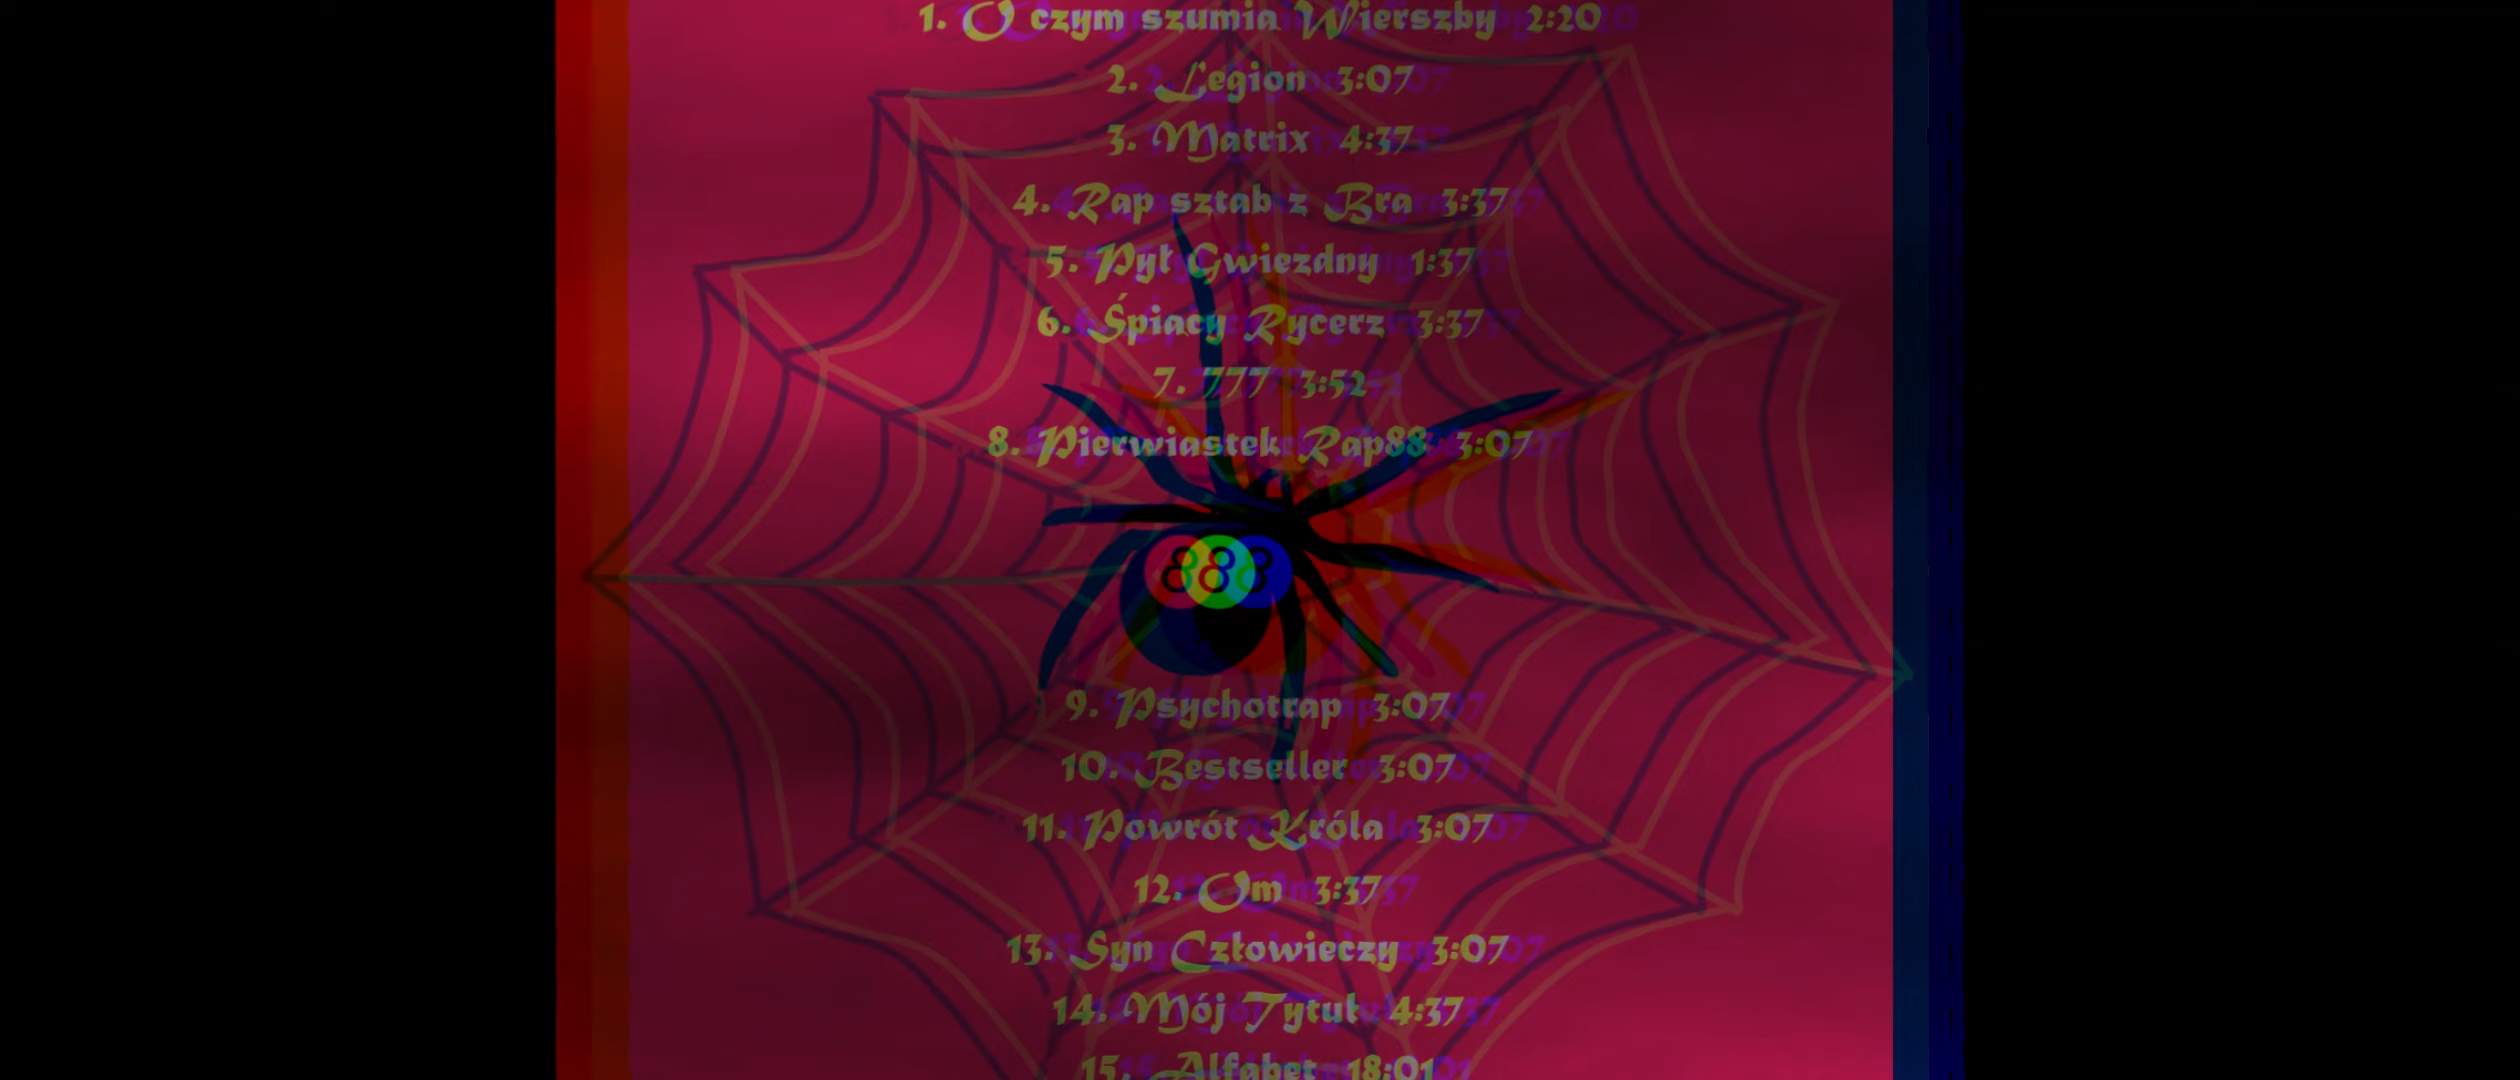 1. O czym szumia Wierszby 2:20
2. Legion 3:07
3. Matrix 4:37
4. Rap sztab z Bra 3:37
5. Pył Gwiezdny 1:37
6. Śpiacy Rycerz 3:37
7. 777 3:52
8. Pierwiastek Rap88 3:07
8 8 8
9. Psychotrap 3:07
10. Bestseller 3:07
11. Powrót Króla 3:07
12. Om 3:37
13. Syn Człowieczy 3:07
14. Mój Tytuł 4:37
15. Alfabet 18:01